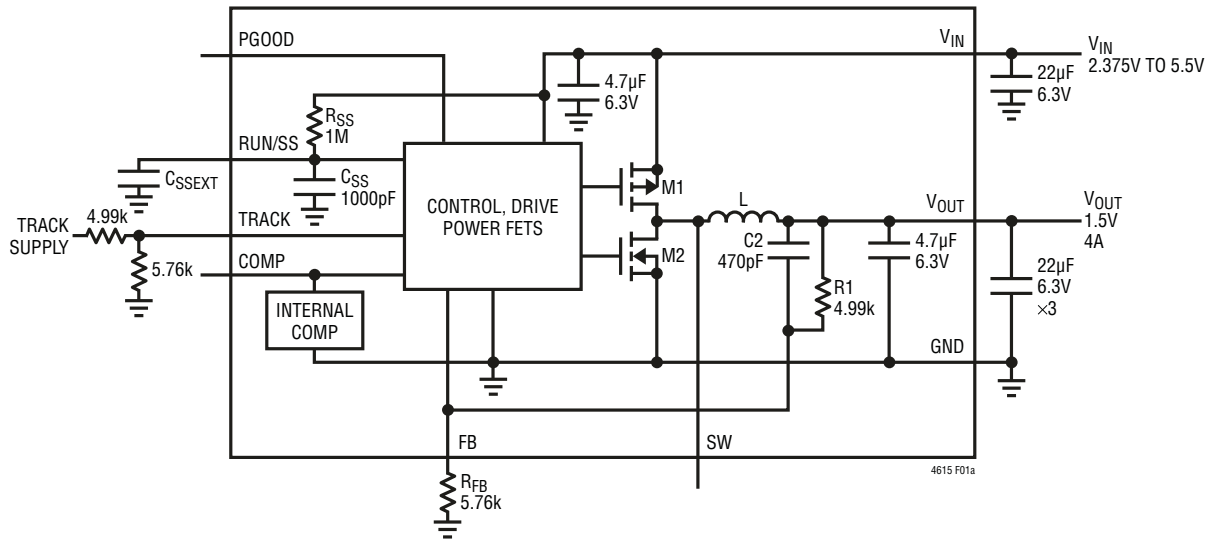 PGOOD
V_IN
V_IN
2.375V TO 5.5V
4.7µF
6.3V
22µF
6.3V
R_SS
1M
RUN/SS
C_SSEXT
C_SS
1000pF
M1
4.99k
TRACK
SUPPLY
TRACK
CONTROL, DRIVE
POWER FETS
L
V_OUT
V_OUT
1.5V
4A
5.76k
COMP
M2
C2
470pF
4.7µF
6.3V
R1
4.99k
22µF
6.3V
×3
INTERNAL
COMP
GND
FB
SW
4615 F01a
R_FB
5.76k